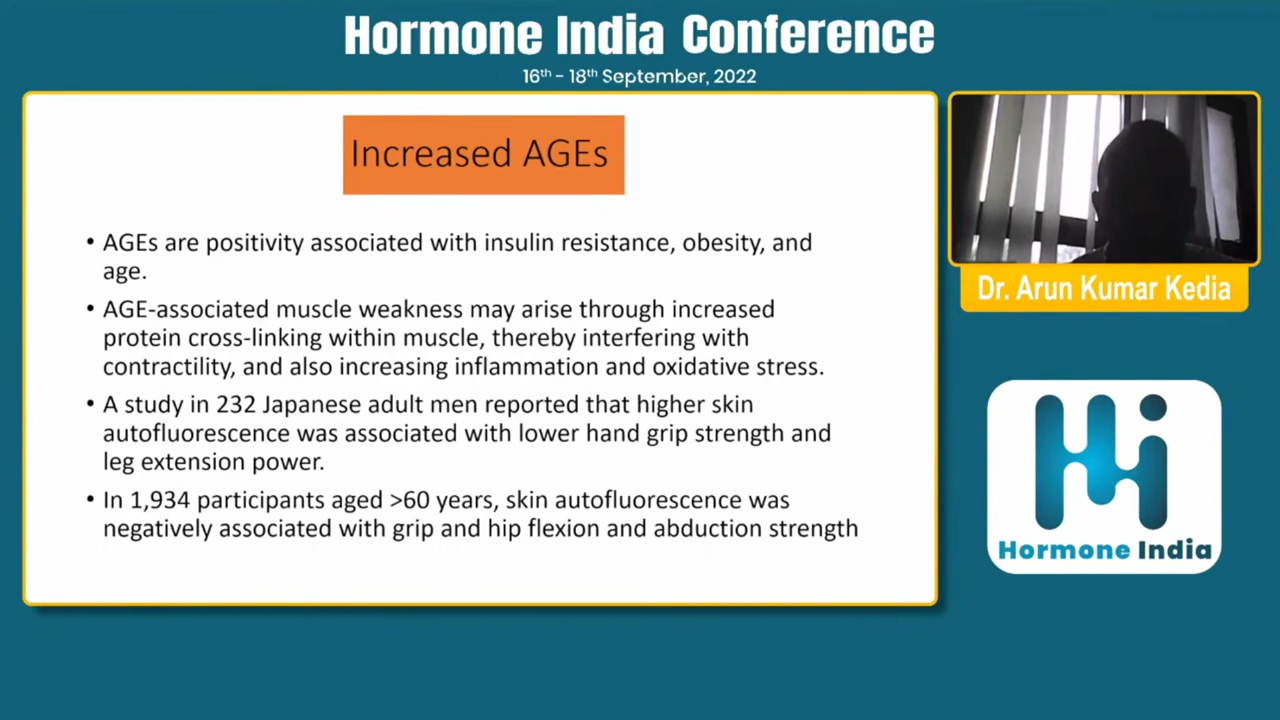 Hormone India Conference
16th - 18th September, 2022
Increased AGEs
• AGEs are positivity associated with insulin resistance, obesity, and
age.
• AGE-associated muscle weakness may arise through increased
protein cross-linking within muscle, thereby interfering with
contractility, and also increasing inflammation and oxidative stress.
• A study in 232 Japanese adult men reported that higher skin
autofluorescence was associated with lower hand grip strength and
leg extension power.
• In 1,934 participants aged >60 years, skin autofluorescence was
negatively associated with grip and hip flexion and abduction strength
Dr. Arun Kumar Kedia
Hi
Hormone India